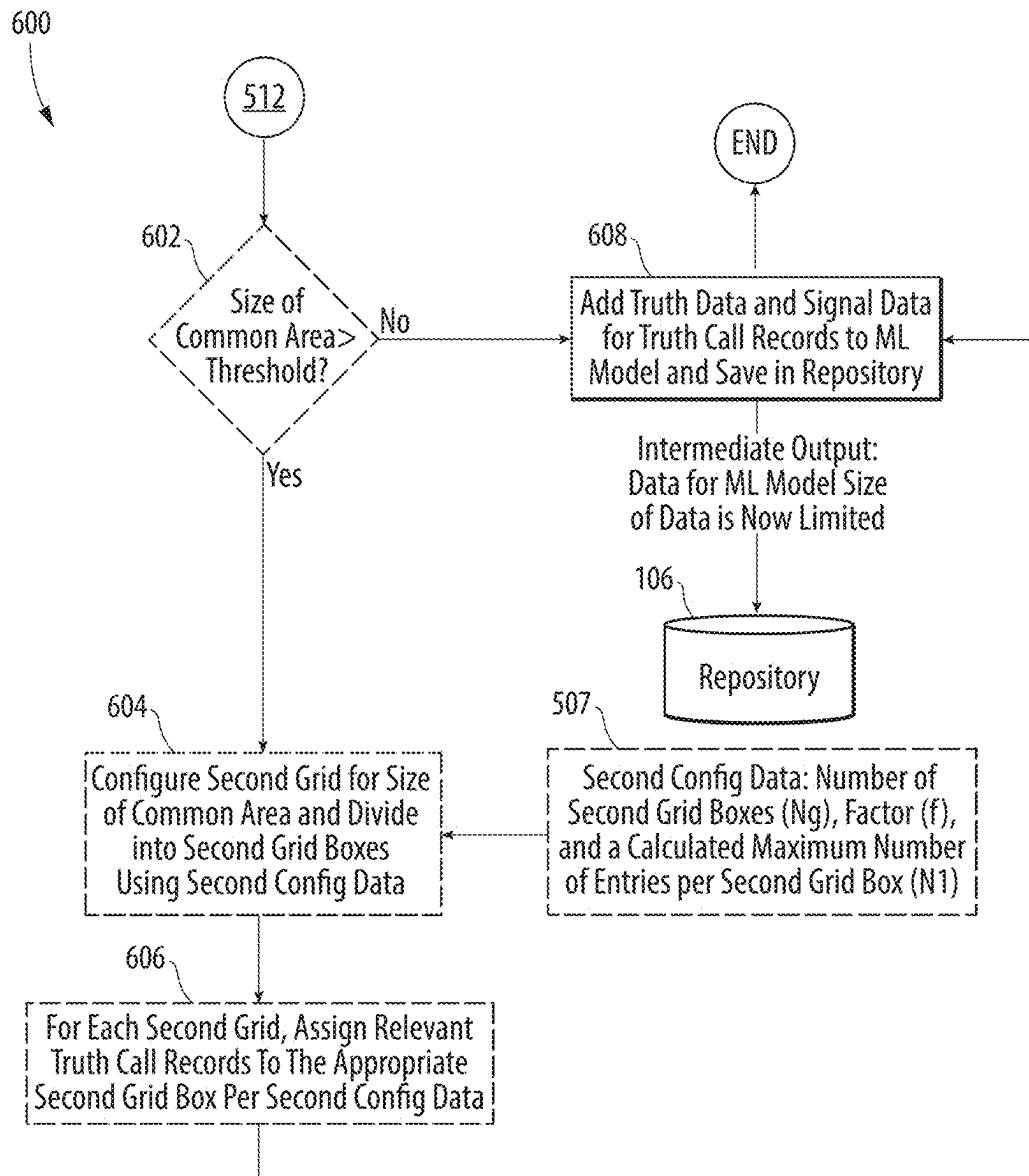 600
512
END
602
608
Size of
Common Area>
Threshold?
No
Add Truth Data and Signal Data
for Truth Call Records to ML
Model and Save in Repository
Yes
Intermediate Output:
Data for ML Model Size
of Data is Now Limited
106
Repository
604
507
Configure Second Grid for Size
of Common Area and Divide
into Second Grid Boxes
Using Second Config Data
Second Config Data: Number of
Second Grid Boxes (Ng), Factor (f),
and a Calculated Maximum Number
of Entries per Second Grid Box (N1)
606
For Each Second Grid, Assign Relevant
Truth Call Records To The Appropriate
Second Grid Box Per Second Config Data